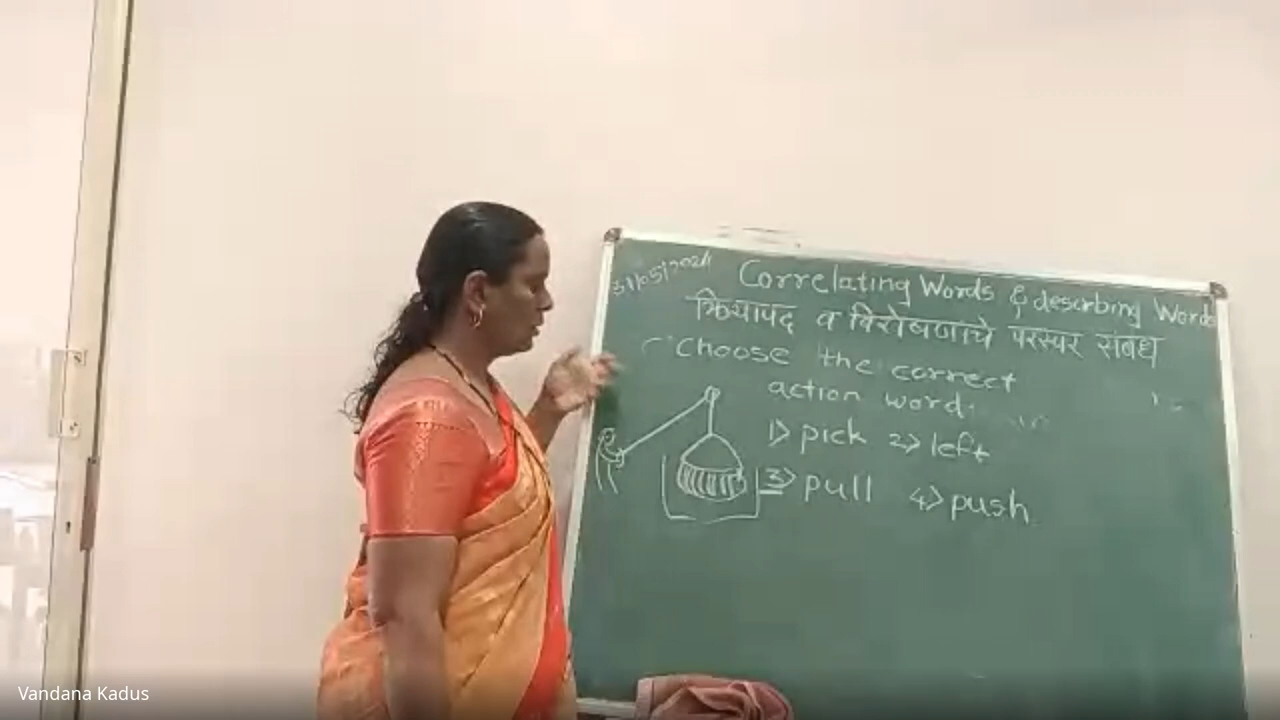 31/05/2024
Correlating Words & describing Words
क्रियापद व विशेषणाचे परस्पर संबंध
choose the correct
action word:
1> pick 2> left
3> pull 4> push
Vandana Kadus